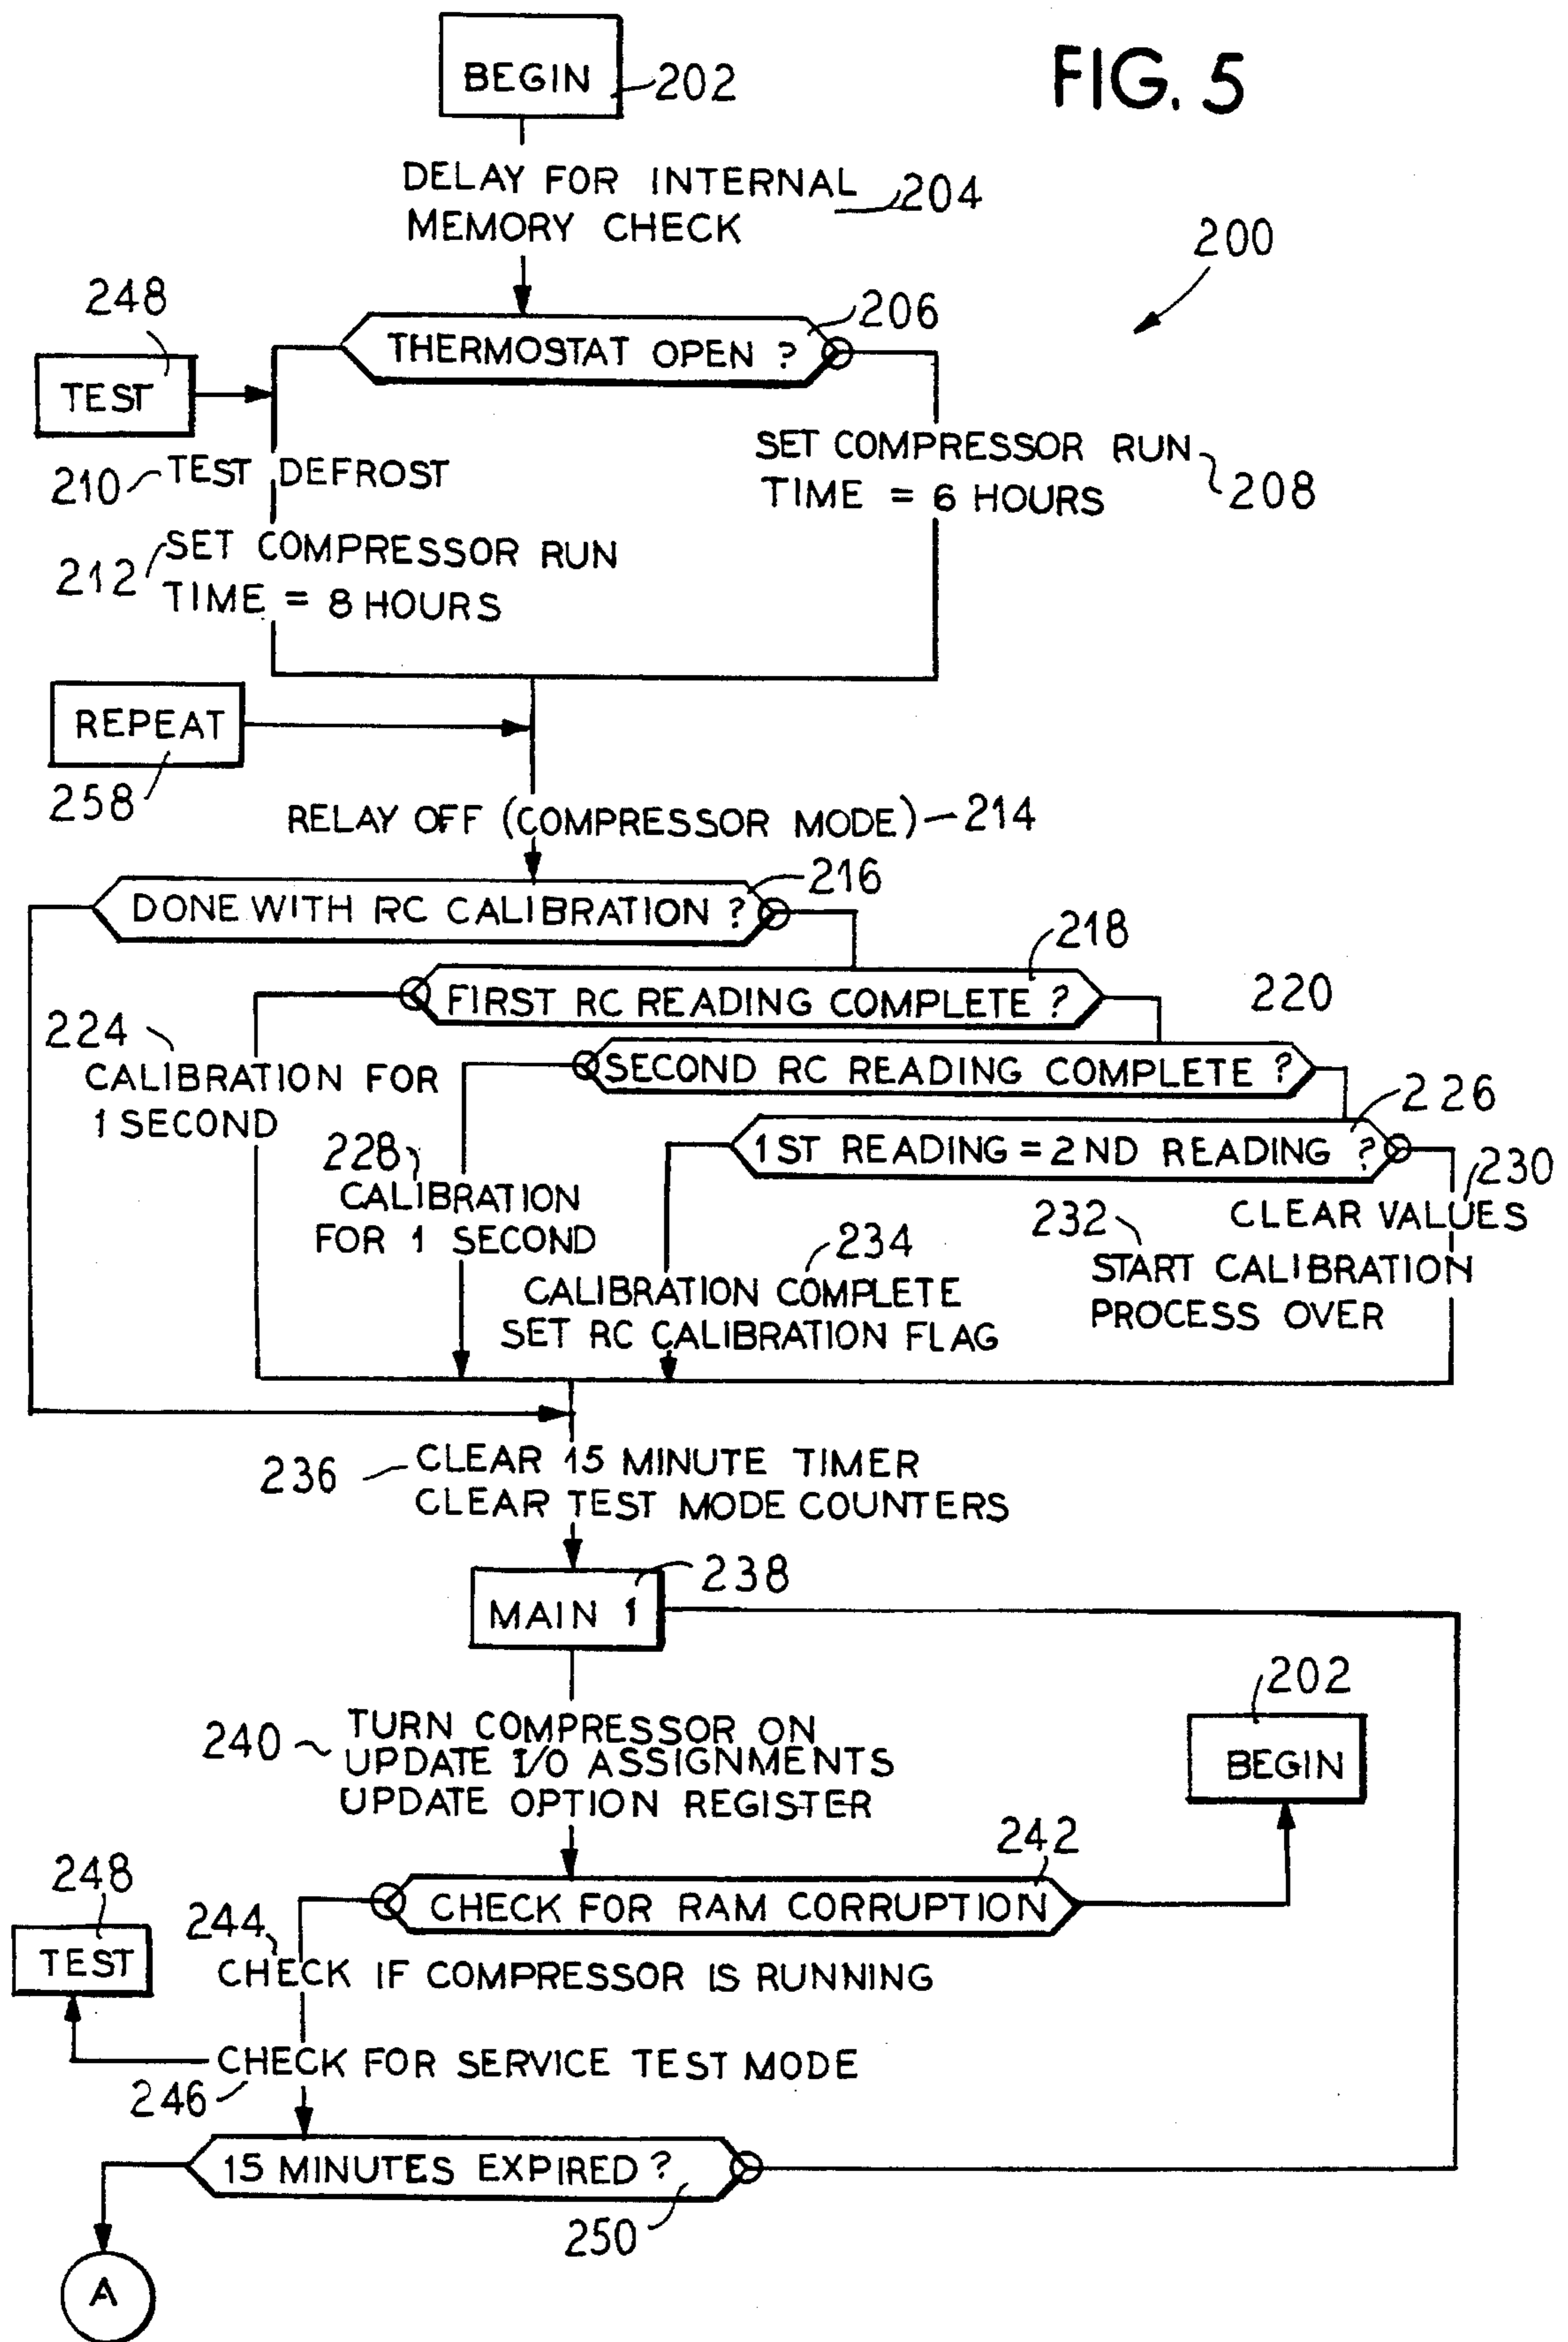 FIG. 5
BEGIN
202
DELAY FOR INTERNAL
MEMORY CHECK
204
200
248
TEST
THERMOSTAT OPEN ?
206
210
TEST DEFROST
SET COMPRESSOR RUN
TIME = 6 HOURS
208
212
SET COMPRESSOR RUN
TIME = 8 HOURS
REPEAT
258
RELAY OFF (COMPRESSOR MODE)
214
DONE WITH RC CALIBRATION ?
216
FIRST RC READING COMPLETE ?
218
220
224
CALIBRATION FOR
1 SECOND
SECOND RC READING COMPLETE ?
1ST READING = 2ND READING ?
226
228
CALIBRATION
FOR 1 SECOND
230
CLEAR VALUES
232
START CALIBRATION
PROCESS OVER
234
CALIBRATION COMPLETE
SET RC CALIBRATION FLAG
236
CLEAR 15 MINUTE TIMER
CLEAR TEST MODE COUNTERS
MAIN 1
238
240
TURN COMPRESSOR ON
UPDATE I/O ASSIGNMENTS
UPDATE OPTION REGISTER
202
BEGIN
242
CHECK FOR RAM CORRUPTION
248
TEST
244
CHECK IF COMPRESSOR IS RUNNING
CHECK FOR SERVICE TEST MODE
246
15 MINUTES EXPIRED ?
250
A